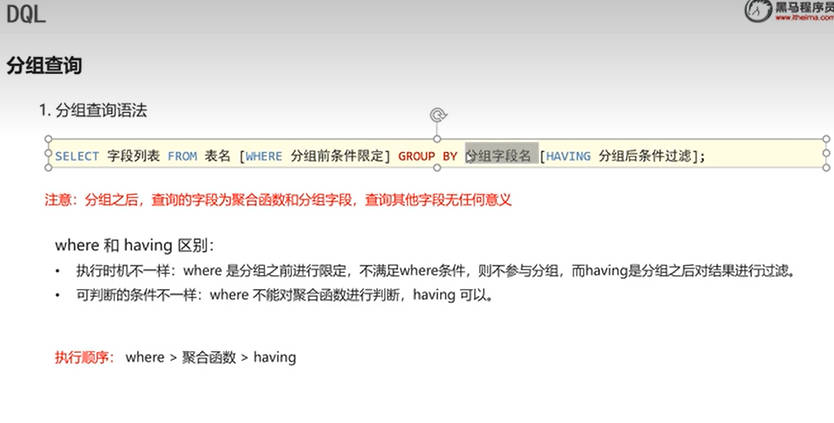 DQL
黑马程序员
www.itheima.com
分组查询
1. 分组查询语法
SELECT 字段列表 FROM 表名 [WHERE 分组前条件限定] GROUP BY 分组字段名 [HAVING 分组后条件过滤];
注意：分组之后，查询的字段为聚合函数和分组字段，查询其他字段无任何意义
where 和 having 区别：
• 执行时机不一样：where 是分组之前进行限定，不满足where条件，则不参与分组，而having是分组之后对结果进行过滤。
• 可判断的条件不一样：where 不能对聚合函数进行判断，having 可以。
执行顺序： where > 聚合函数 > having